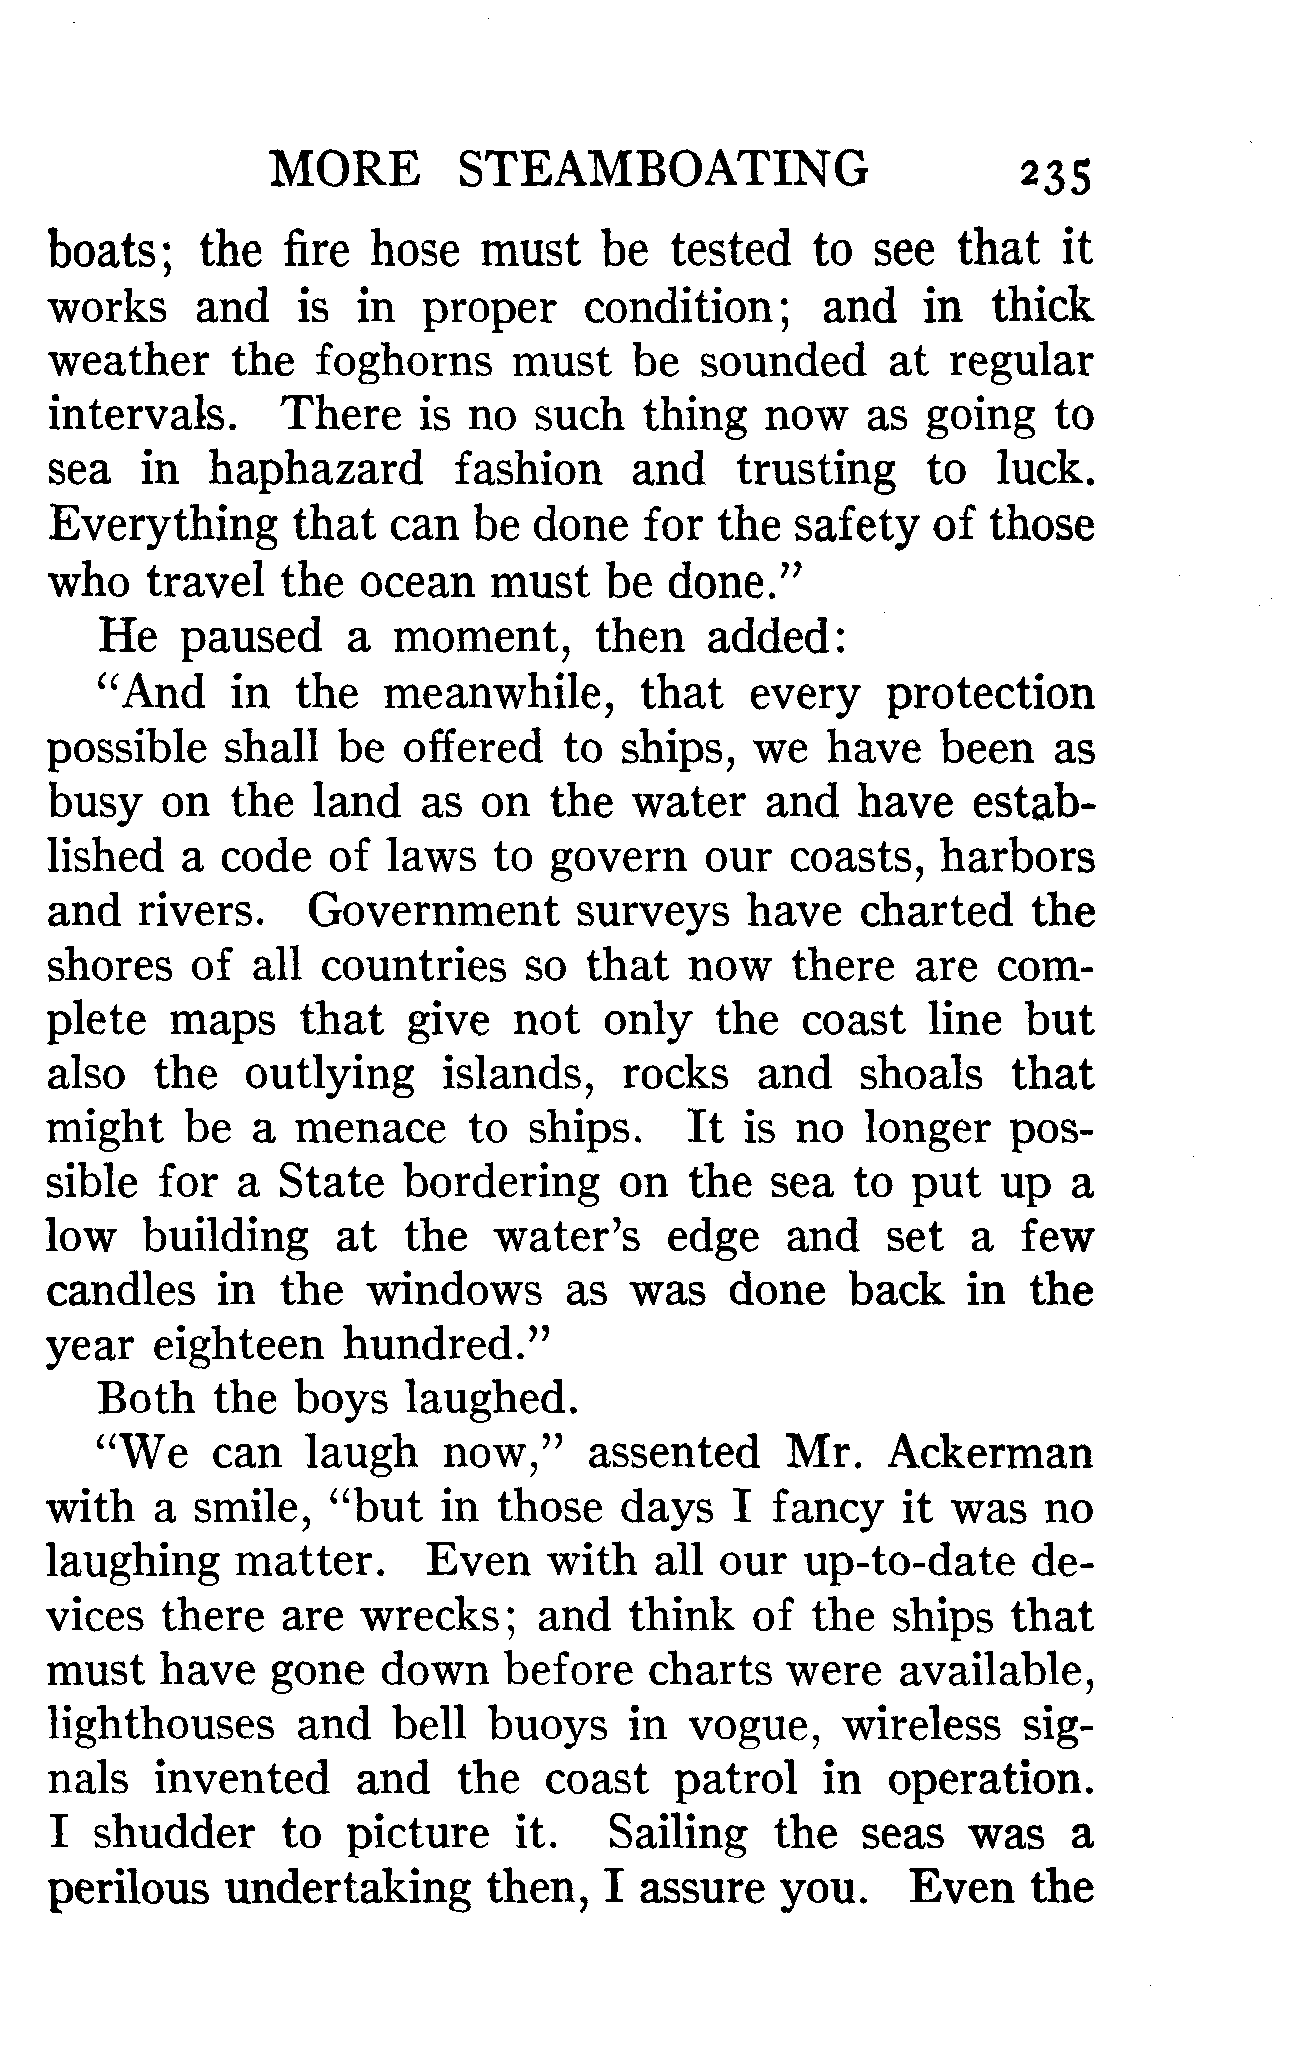 MORE STEAMBOATING 235
boats; the fire hose must be tested to see that it
works and is in proper condition; and in thick
weather the foghorns must be sounded at regular
intervals. There is no such thing now as going to
sea in haphazard fashion and trusting to luck.
Everything that can be done for the safety of those
who travel the ocean must be done.”
He paused a moment, then added:
“And in the meanwhile, that every protection
possible shall be offered to ships, we have been as
busy on the land as on the water and have estab-
lished a code of laws to govern our coasts, harbors
and rivers. Government surveys have charted the
shores of all countries so that now there are com-
plete maps that give not only the coast line but
also the outlying islands, rocks and shoals that
might be a menace to ships. It is no longer pos-
sible for a State bordering on the sea to put up a
low building at the water’s edge and set a few
candles in the windows as was done back in the
year eighteen hundred.”
Both the boys laughed.
“We can laugh now,” assented Mr. Ackerman
with a smile, “but in those days I fancy it was no
laughing matter. Even with all our up-to-date de-
vices there are wrecks; and think of the ships that
must have gone down before charts were available,
lighthouses and bell buoys in vogue, wireless sig-
nals invented and the coast patrol in operation.
I shudder to picture it. Sailing the seas was a
perilous undertaking then, I assure you. Even the